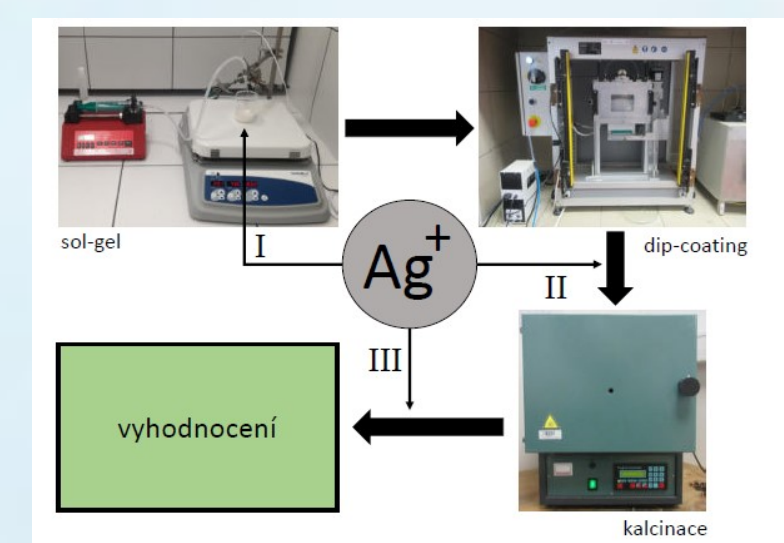 sol-gel
dip-coating
I
Ag⁺
II
III
vyhodnocení
kalcinace